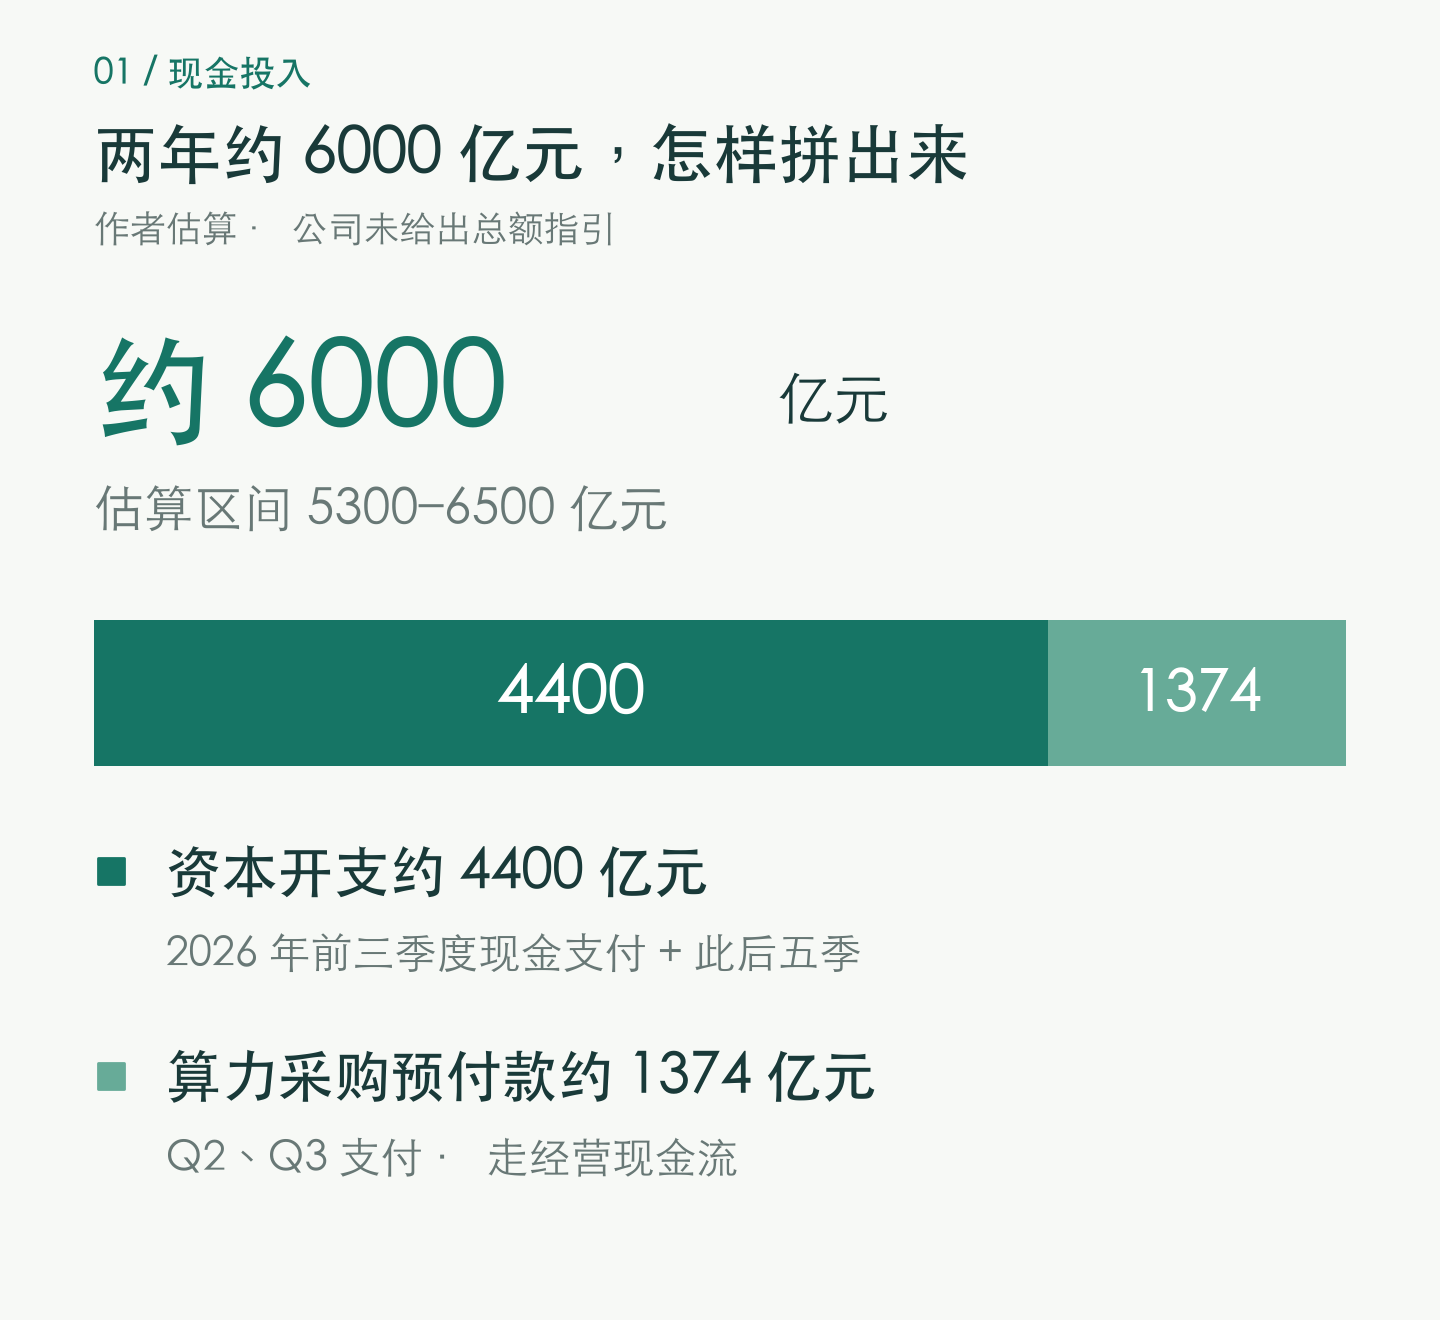 01 / 现金投入
两年约 6000 亿元，怎样拼出来
作者估算· 公司未给出总额指引
约 6000 亿元
估算区间 5300–6500 亿元
4400 1374
资本开支约 4400 亿元
2026 年前三季度现金支付 + 此后五季
算力采购预付款约 1374 亿元
Q2、Q3 支付· 走经营现金流